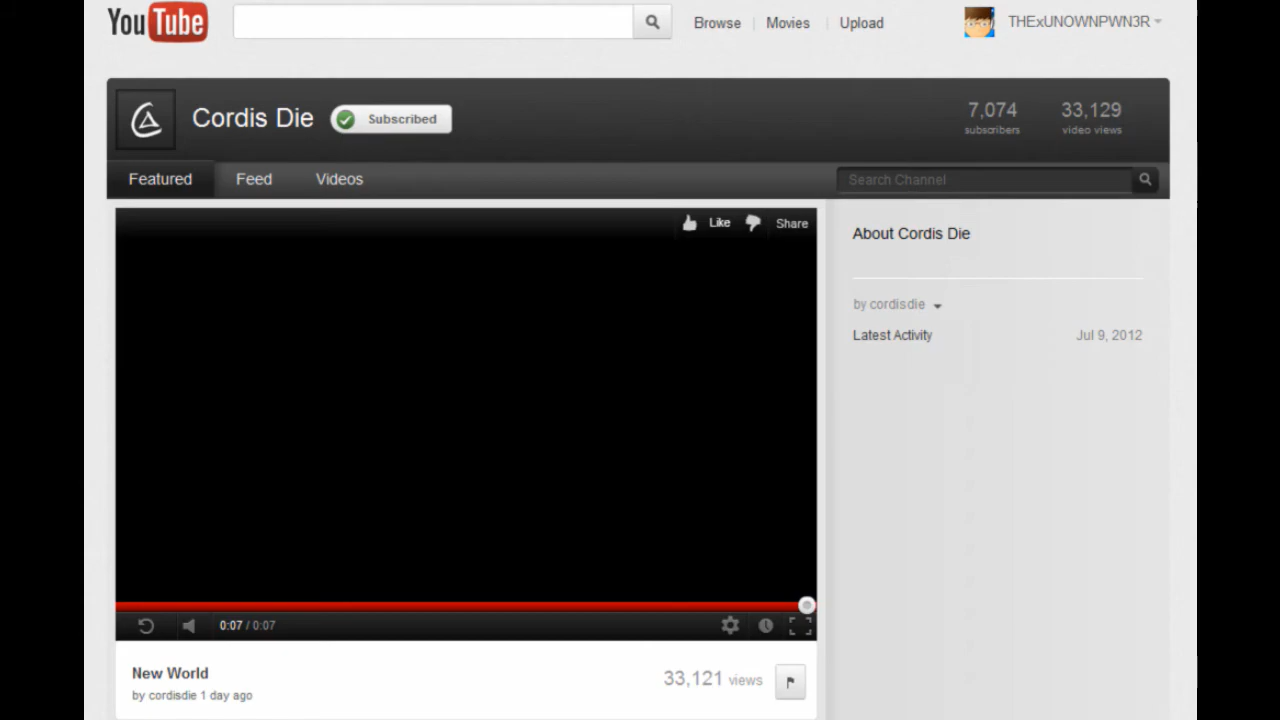 YouTube
Browse
Movies
Upload
THExUNOWNPWN3R
Cordis Die
Subscribed
7,074
subscribers
33,129
video views
Featured
Feed
Videos
Search Channel
Like
Share
About Cordis Die
by cordisdie
Latest Activity
Jul 9, 2012
0:07 / 0:07
New World
33,121 views
by cordisdie 1 day ago